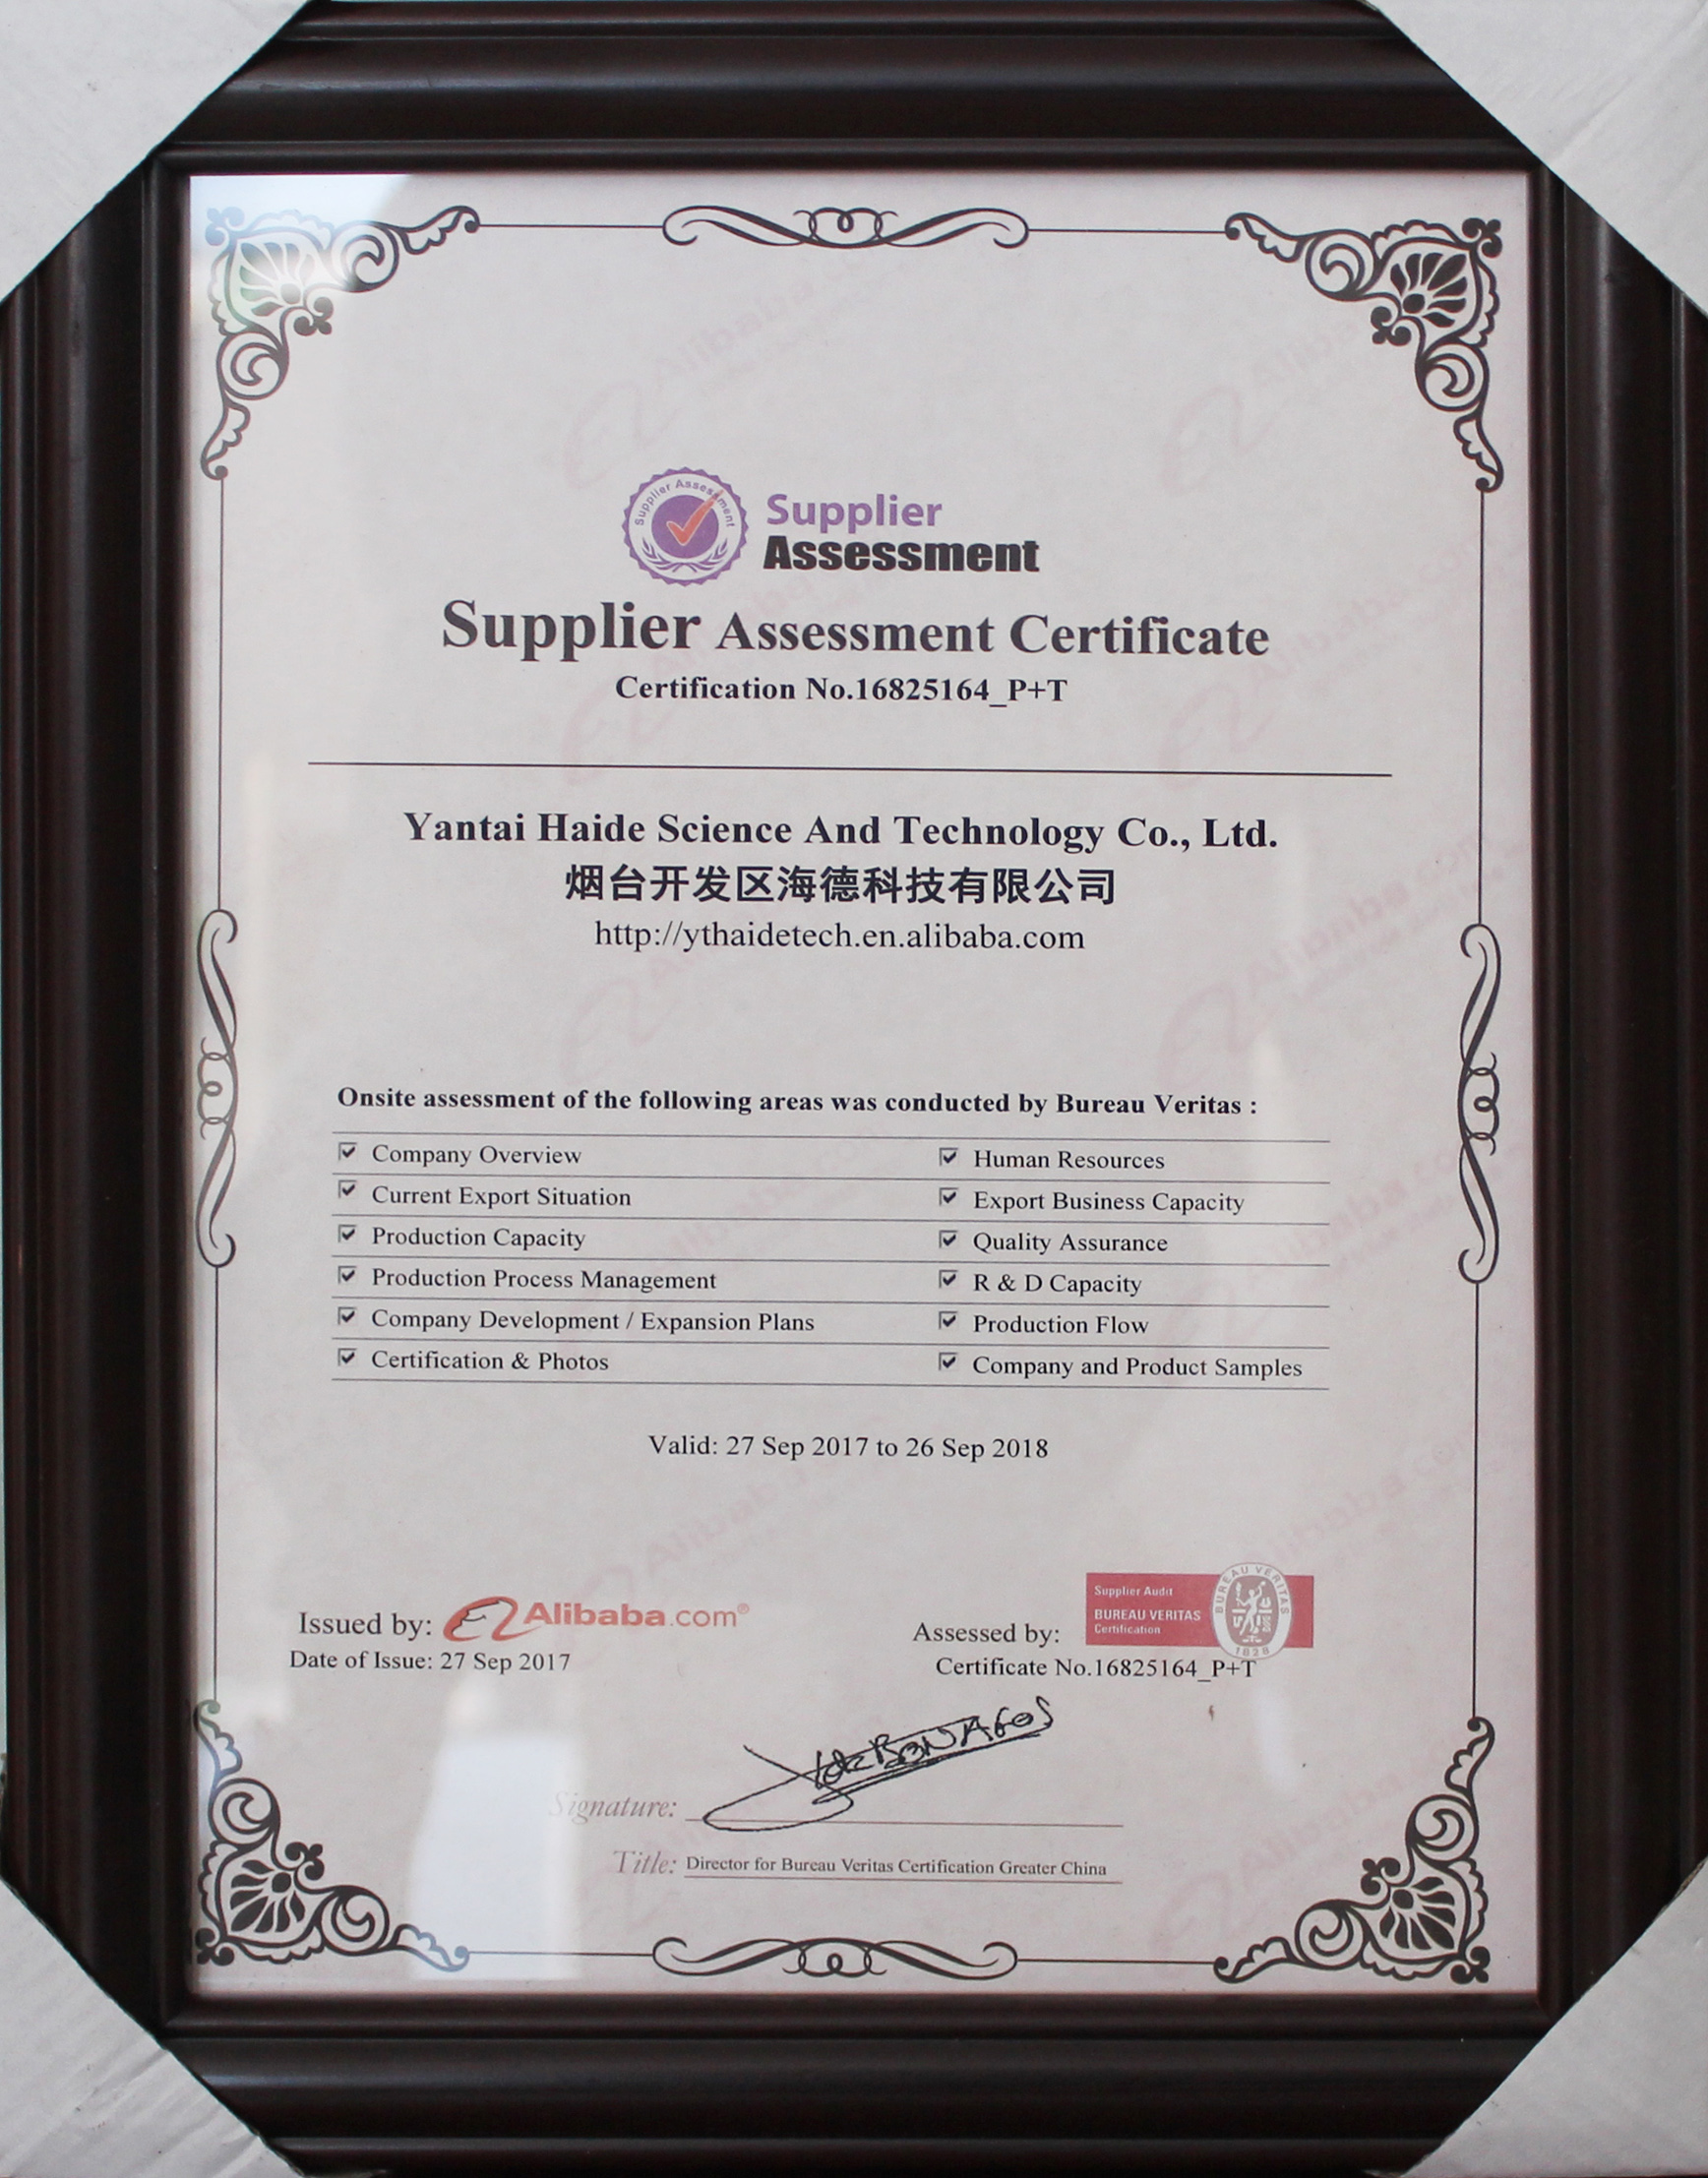 Supplier Assessment
Supplier
Assessment
Supplier Assessment Certificate
Certification No.16825164_P+T
Yantai Haide Science And Technology Co., Ltd.
烟台开发区海德科技有限公司
http://ythaidetech.en.alibaba.com
Onsite assessment of the following areas was conducted by Bureau Veritas :
Company Overview
Human Resources
Current Export Situation
Export Business Capacity
Production Capacity
Quality Assurance
Production Process Management
R & D Capacity
Company Development / Expansion Plans
Production Flow
Certification & Photos
Company and Product Samples
Valid: 27 Sep 2017 to 26 Sep 2018
Issued by: Alibaba.com®
Date of Issue: 27 Sep 2017
Assessed by:
Supplier Audit
BUREAU VERITAS
Certification
BUREAU VERITAS
1828
Certificate No.16825164_P+T
Signature:
Title: Director for Bureau Veritas Certification Greater China